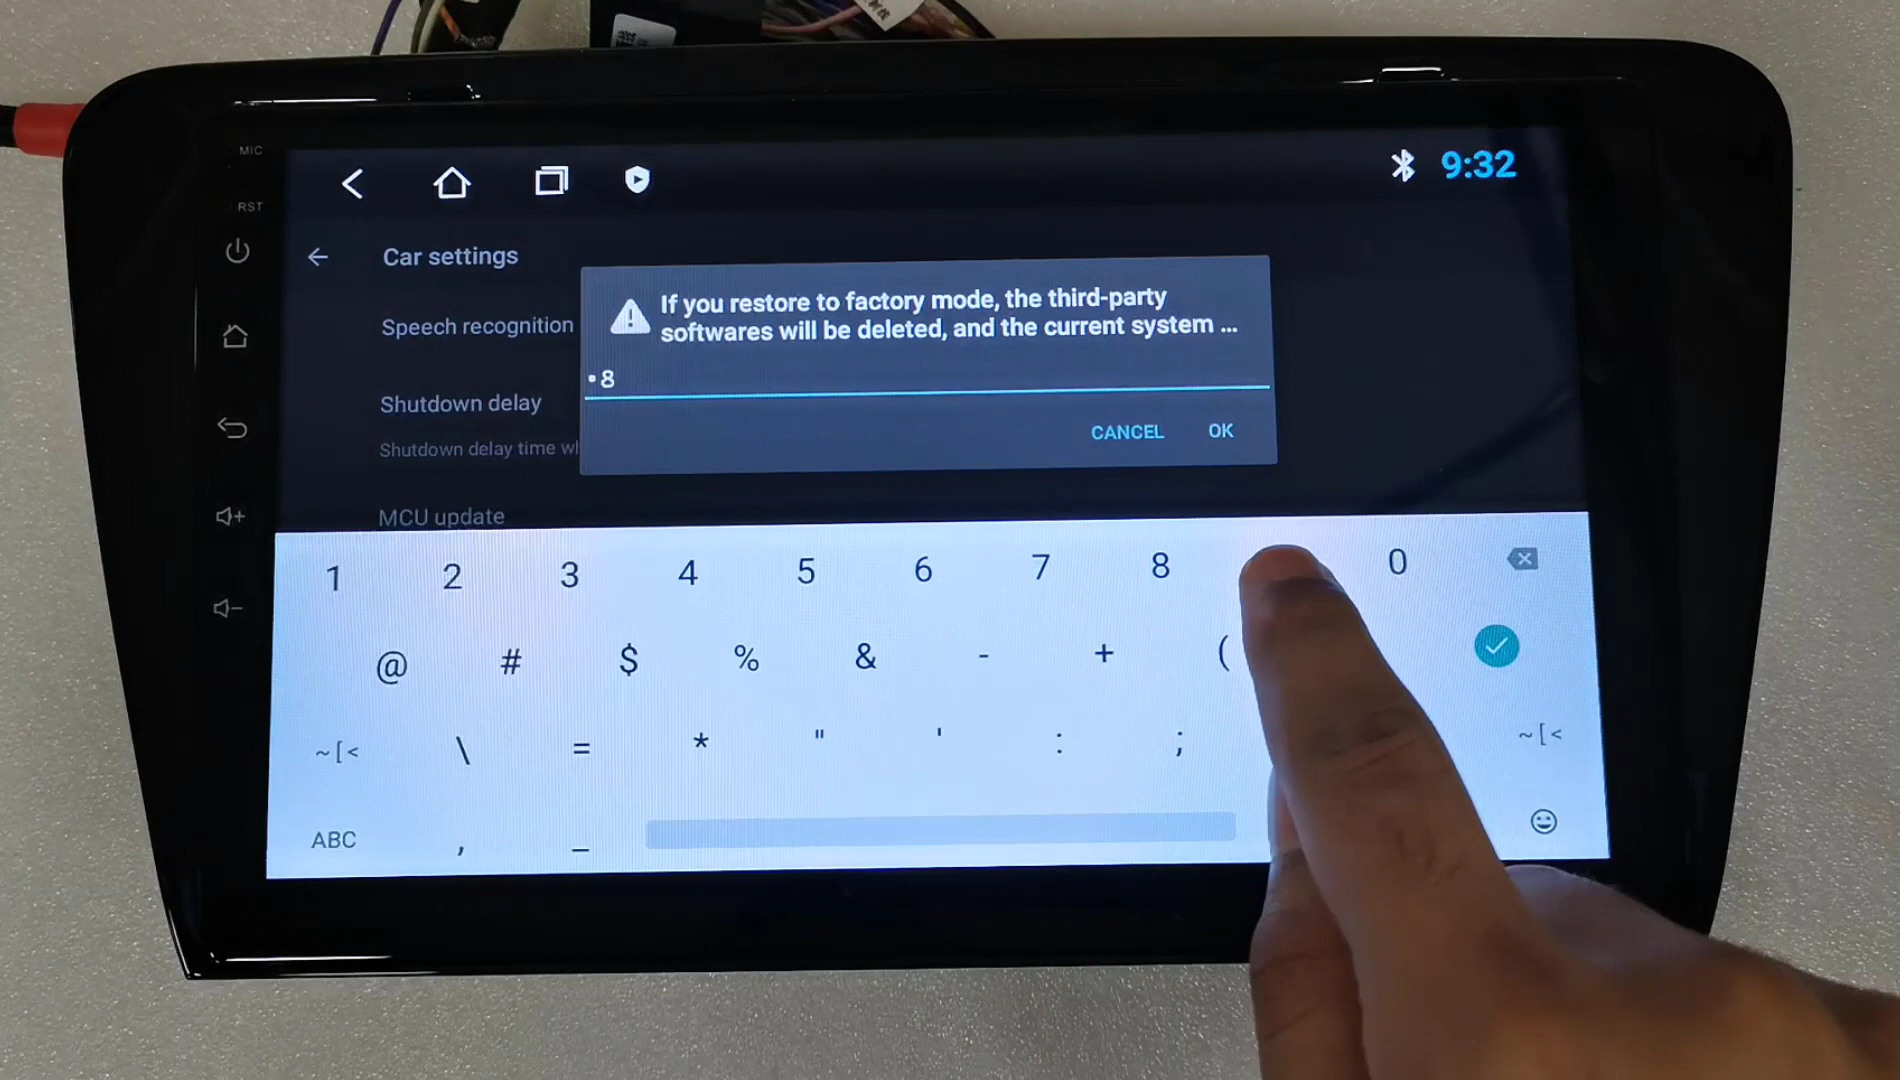 MIC
RST
9:32
Car settings
Speech recognition
If you restore to factory mode, the third-party
softwares will be deleted, and the current system ...
•8
CANCEL
OK
Shutdown delay
Shutdown delay time
MCU update
1 2 3 4 5 6 7 8 0
@ # $ % & - + (
~[< \ = * " ' : ; ~[<
ABC , _